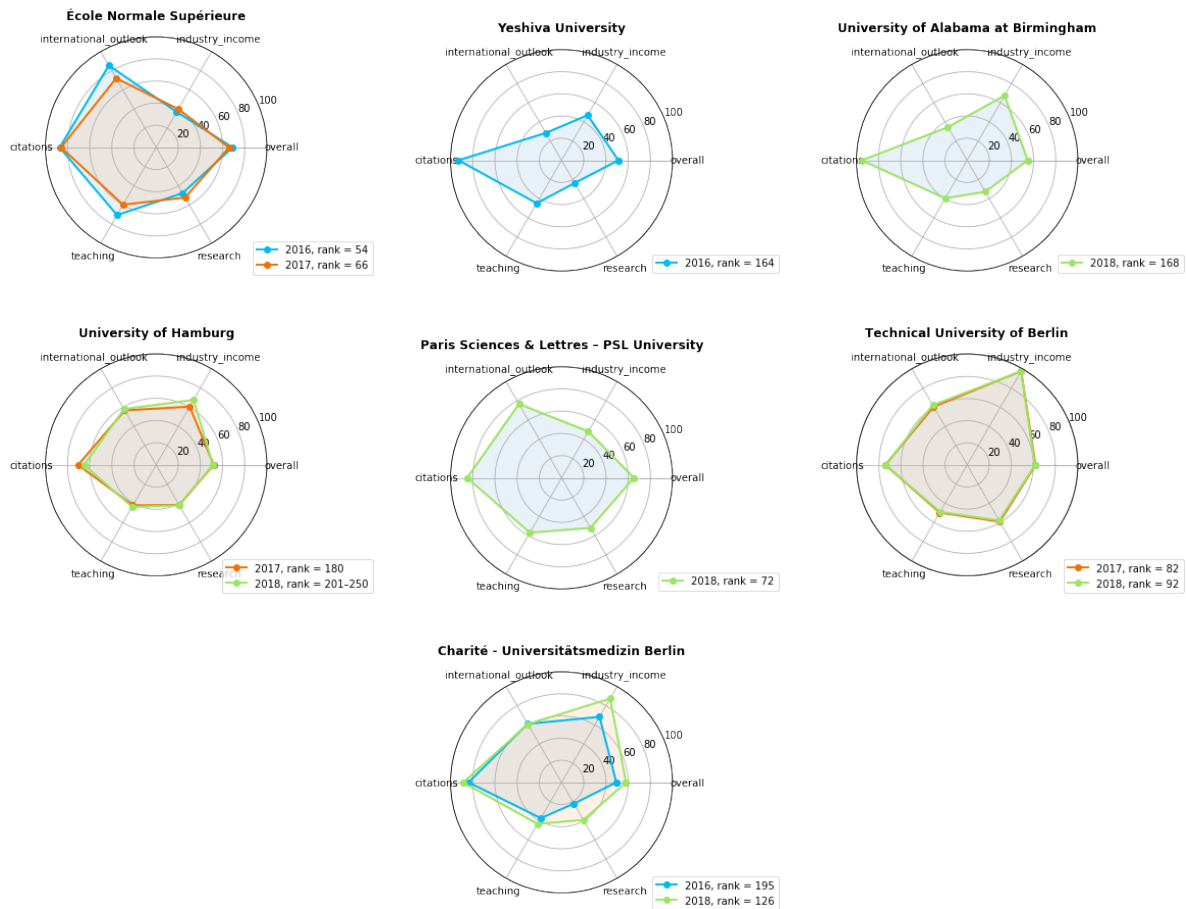 École Normale Supérieure
international_outlook
industry_income
100
80
60
40
20
citations
overall
teaching
research
2016, rank = 54
2017, rank = 66
Yeshiva University
international_outlook
industry_income
100
80
60
40
20
citations
overall
teaching
research
2016, rank = 164
University of Alabama at Birmingham
international_outlook
industry_income
100
80
60
40
20
citations
overall
teaching
research
2018, rank = 168
University of Hamburg
international_outlook
industry_income
100
80
60
40
20
citations
overall
teaching
research
2017, rank = 180
2018, rank = 201–250
Paris Sciences & Lettres – PSL University
international_outlook
industry_income
100
80
60
40
20
citations
overall
teaching
research
2018, rank = 72
Technical University of Berlin
international_outlook
industry_income
100
80
60
40
20
citations
overall
teaching
research
2017, rank = 82
2018, rank = 92
Charité - Universitätsmedizin Berlin
international_outlook
industry_income
100
80
60
40
20
citations
overall
teaching
research
2016, rank = 195
2018, rank = 126